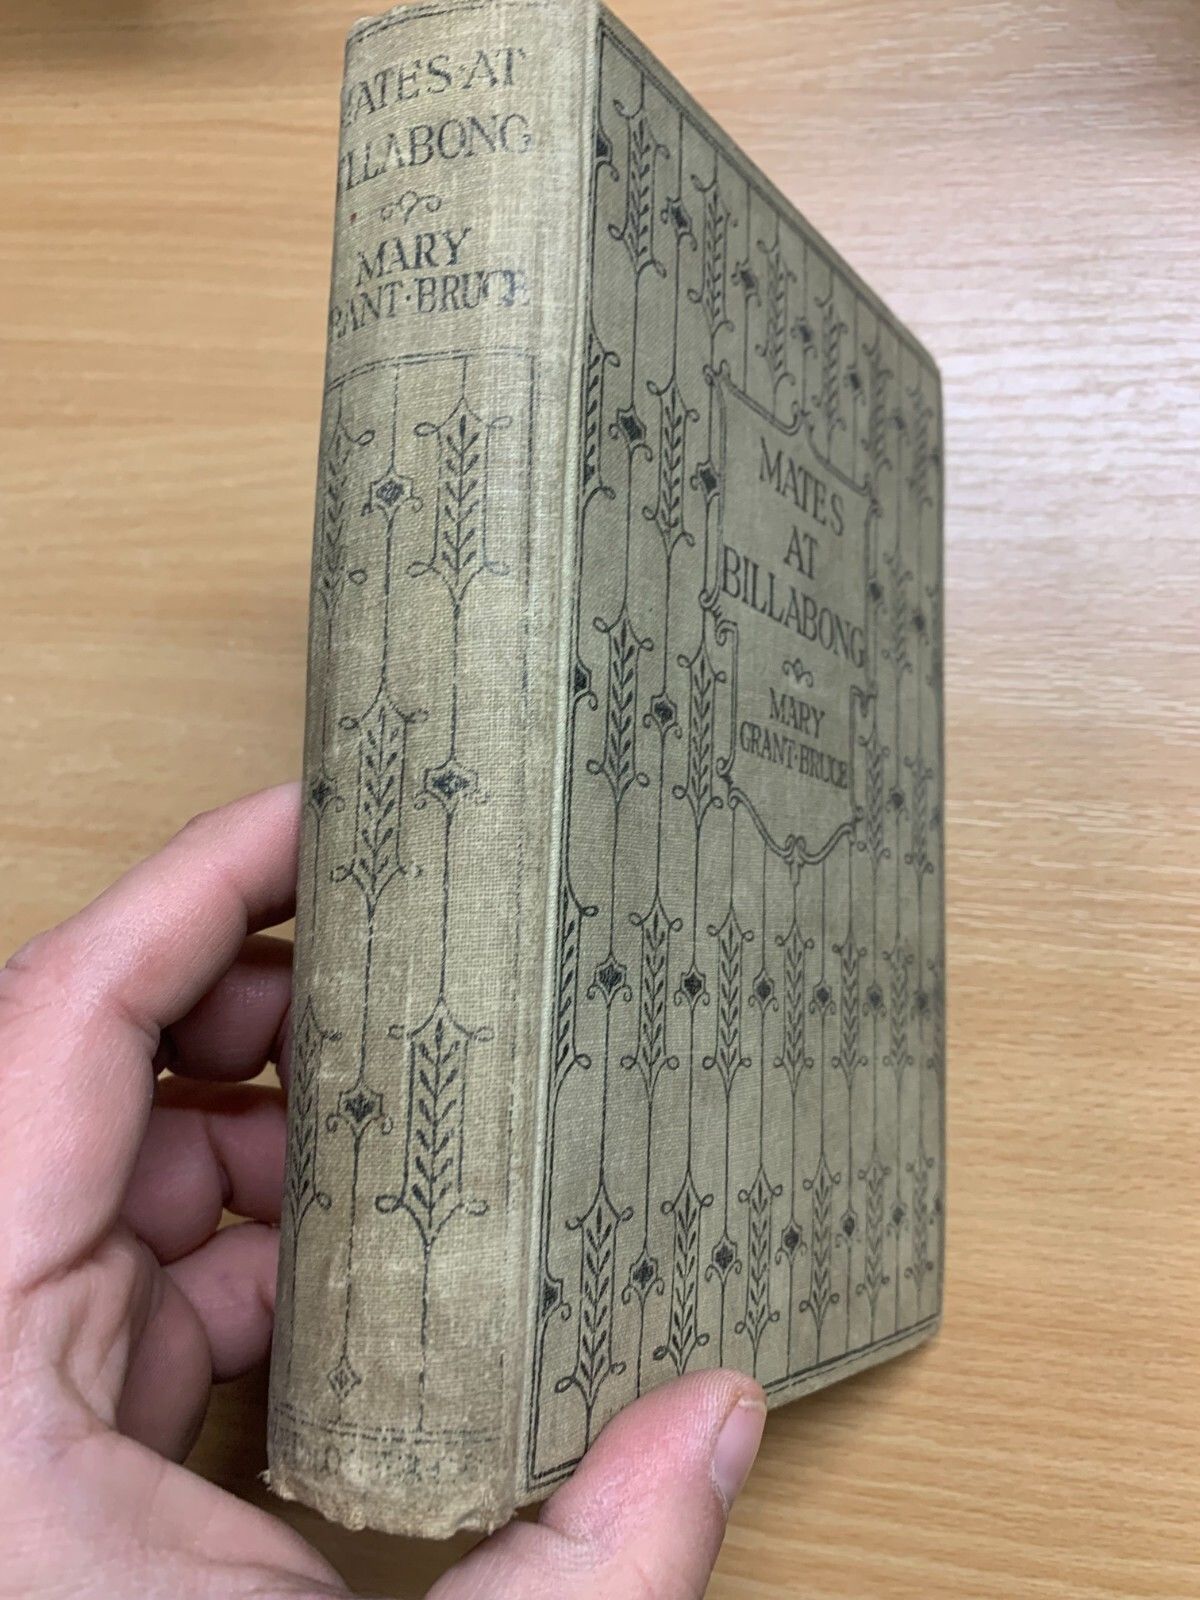 MATES·AT
BILLABONG
MARY
GRANT·BRUCE
MATES
AT
BILLABONG
MARY
GRANT·BRUCE